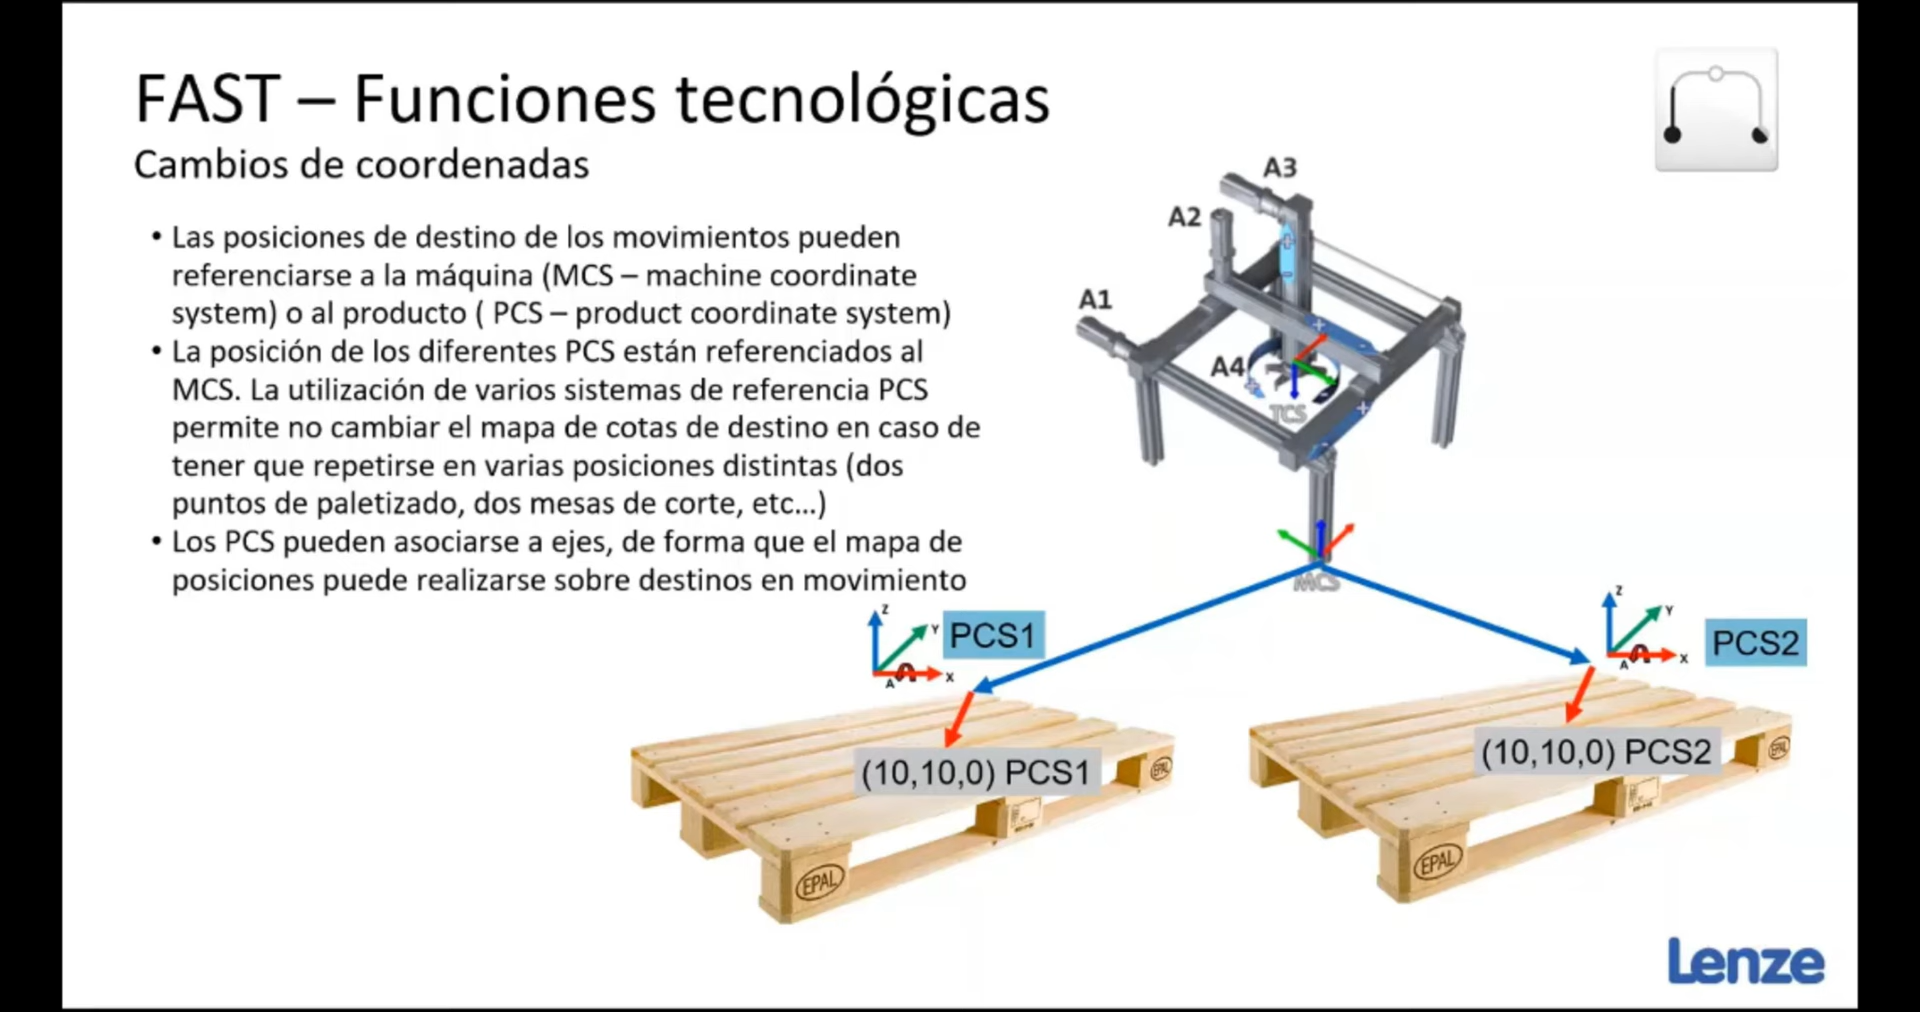 FAST – Funciones tecnológicas
Cambios de coordenadas
• Las posiciones de destino de los movimientos pueden
referenciarse a la máquina (MCS – machine coordinate
system) o al producto ( PCS – product coordinate system)
• La posición de los diferentes PCS están referenciados al
MCS. La utilización de varios sistemas de referencia PCS
permite no cambiar el mapa de cotas de destino en caso de
tener que repetirse en varias posiciones distintas (dos
puntos de paletizado, dos mesas de corte, etc...)
• Los PCS pueden asociarse a ejes, de forma que el mapa de
posiciones puede realizarse sobre destinos en movimiento
A3
A2
A1
A4
TCS
MCS
Z
Y
X
A
PCS1
Z
Y
X
A
PCS2
(10,10,0) PCS1
(10,10,0) PCS2
EPAL
EPAL
EPAL
EPAL
Lenze